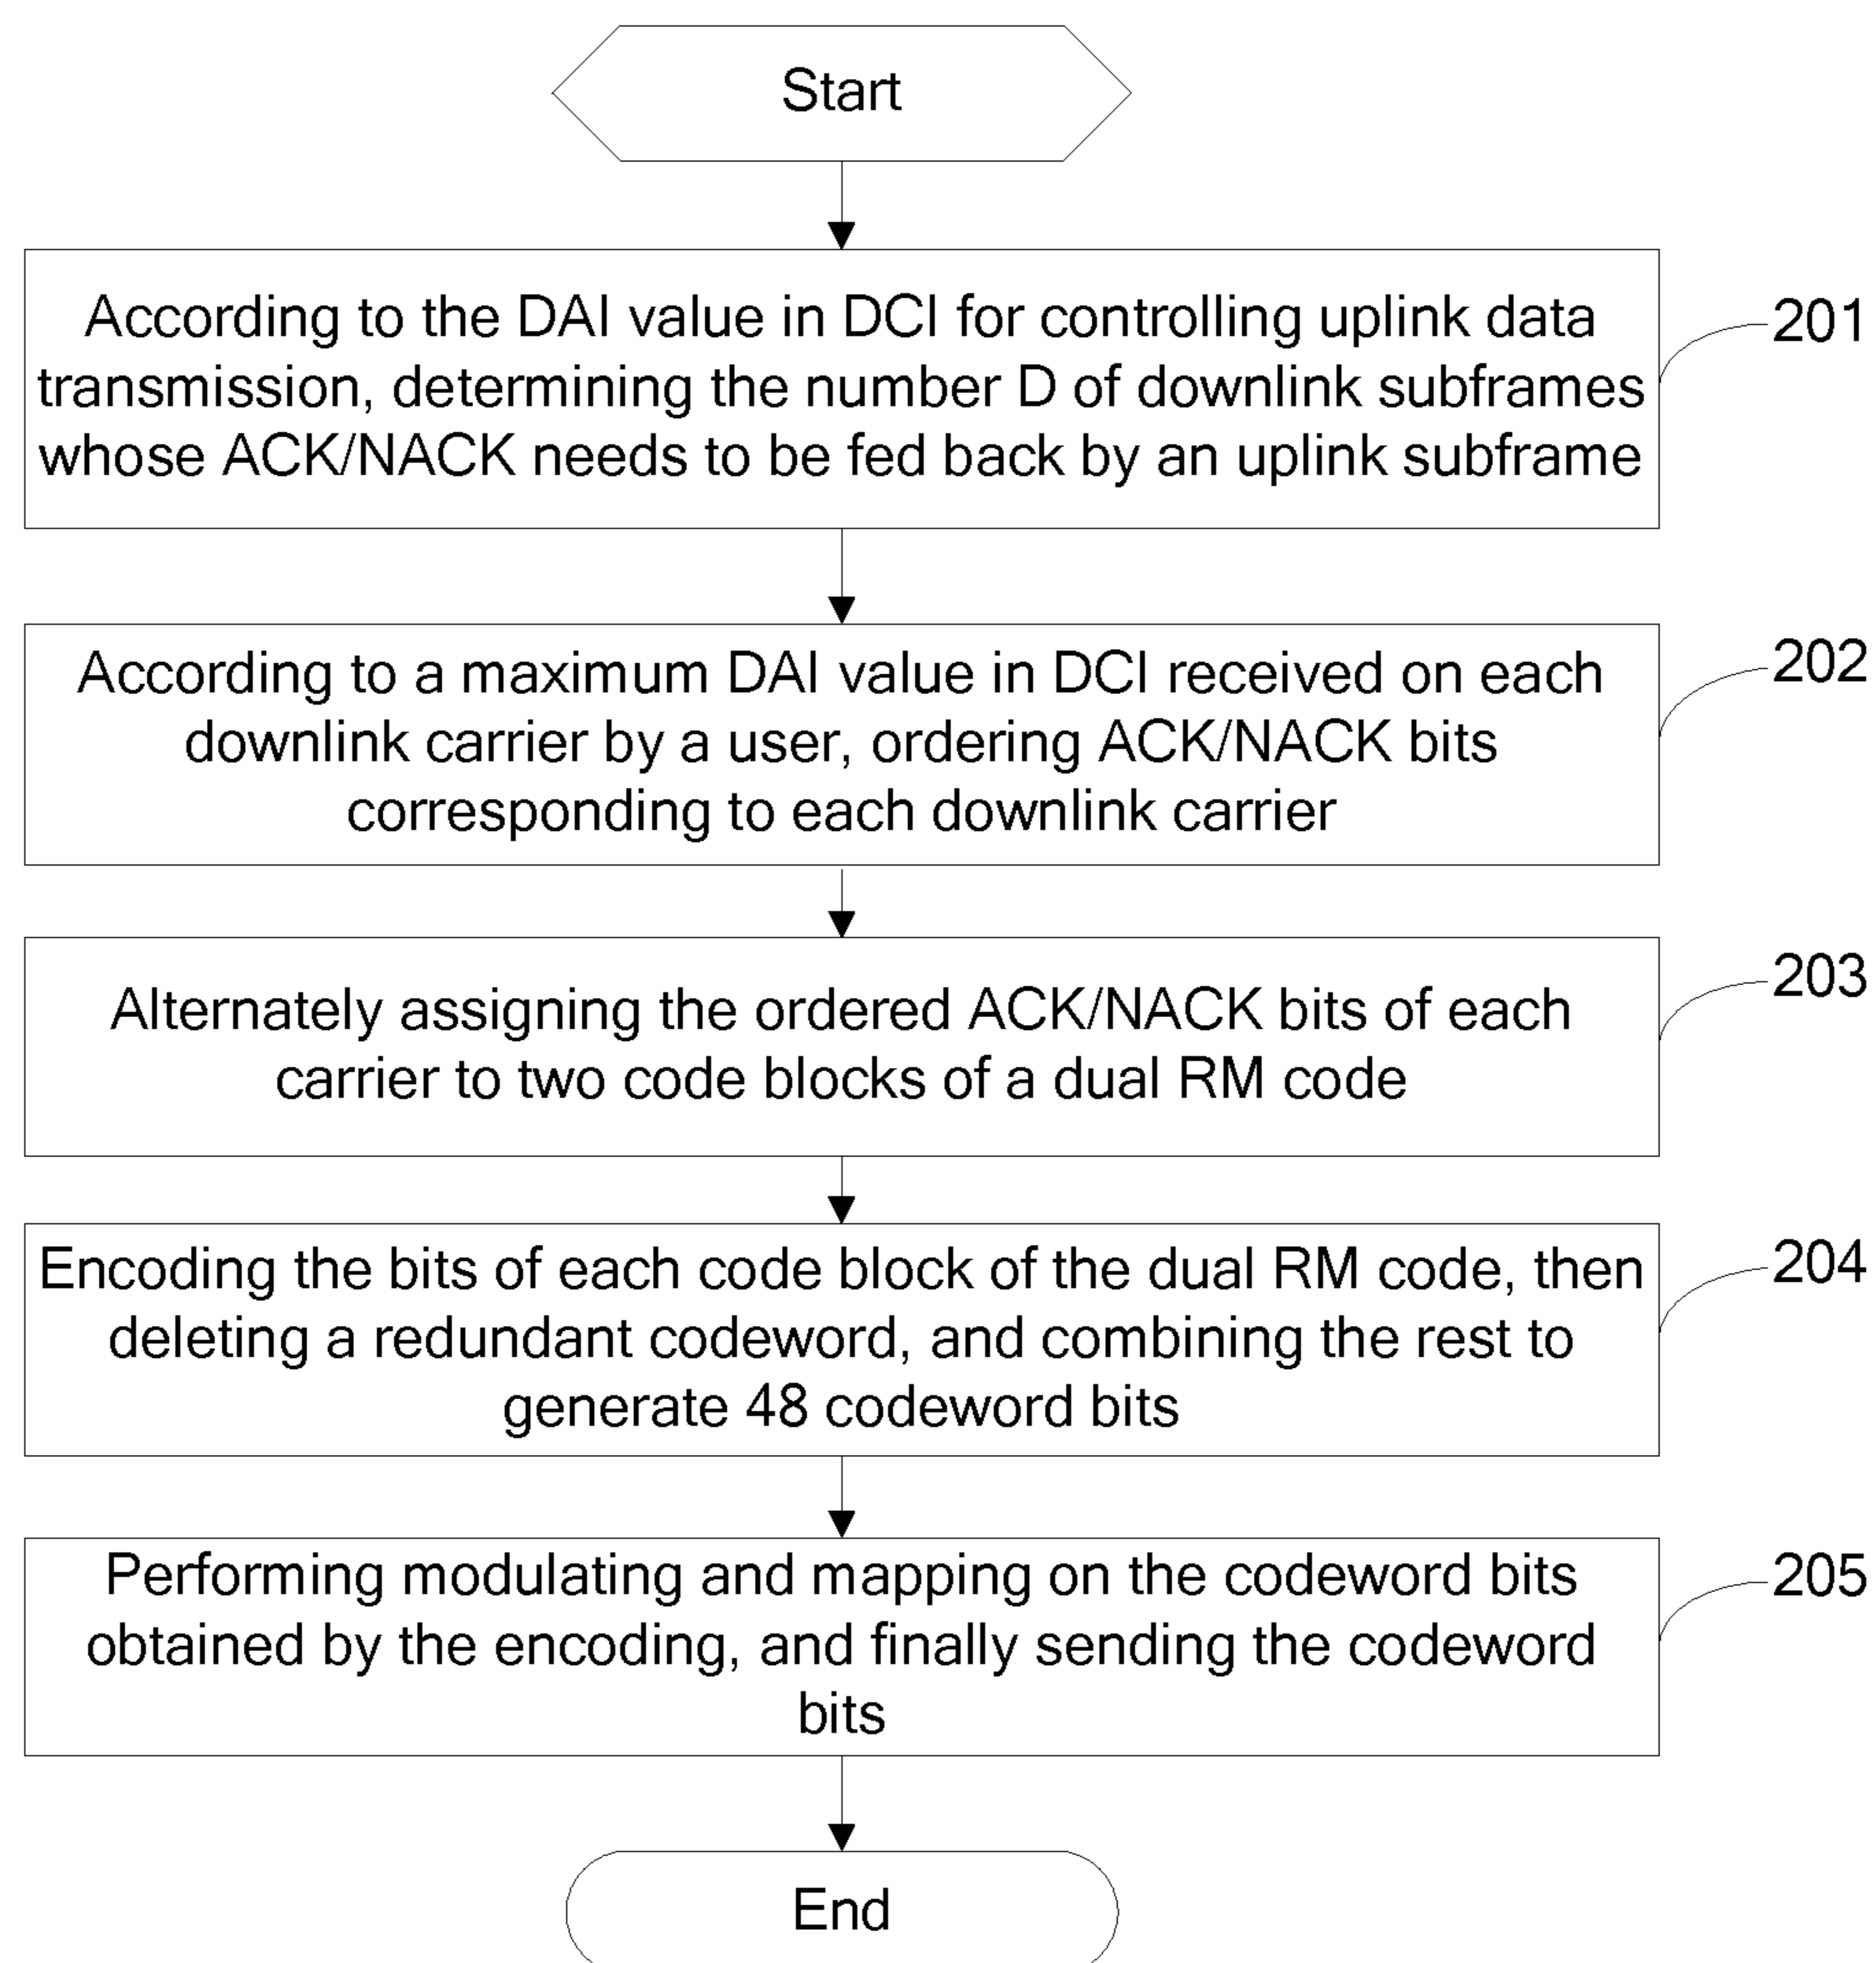 Start
According to the DAI value in DCI for controlling uplink data
transmission, determining the number D of downlink subframes
whose ACK/NACK needs to be fed back by an uplink subframe
201
According to a maximum DAI value in DCI received on each
downlink carrier by a user, ordering ACK/NACK bits
corresponding to each downlink carrier
202
Alternately assigning the ordered ACK/NACK bits of each
carrier to two code blocks of a dual RM code
203
Encoding the bits of each code block of the dual RM code, then
deleting a redundant codeword, and combining the rest to
generate 48 codeword bits
204
Performing modulating and mapping on the codeword bits
obtained by the encoding, and finally sending the codeword
bits
205
End